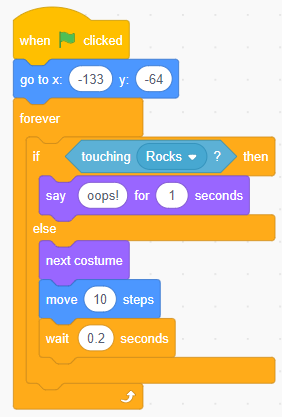 when clicked
go to x: -133 y: -64
forever
if touching Rocks ? then
say oops! for 1 seconds
else
next costume
move 10 steps
wait 0.2 seconds